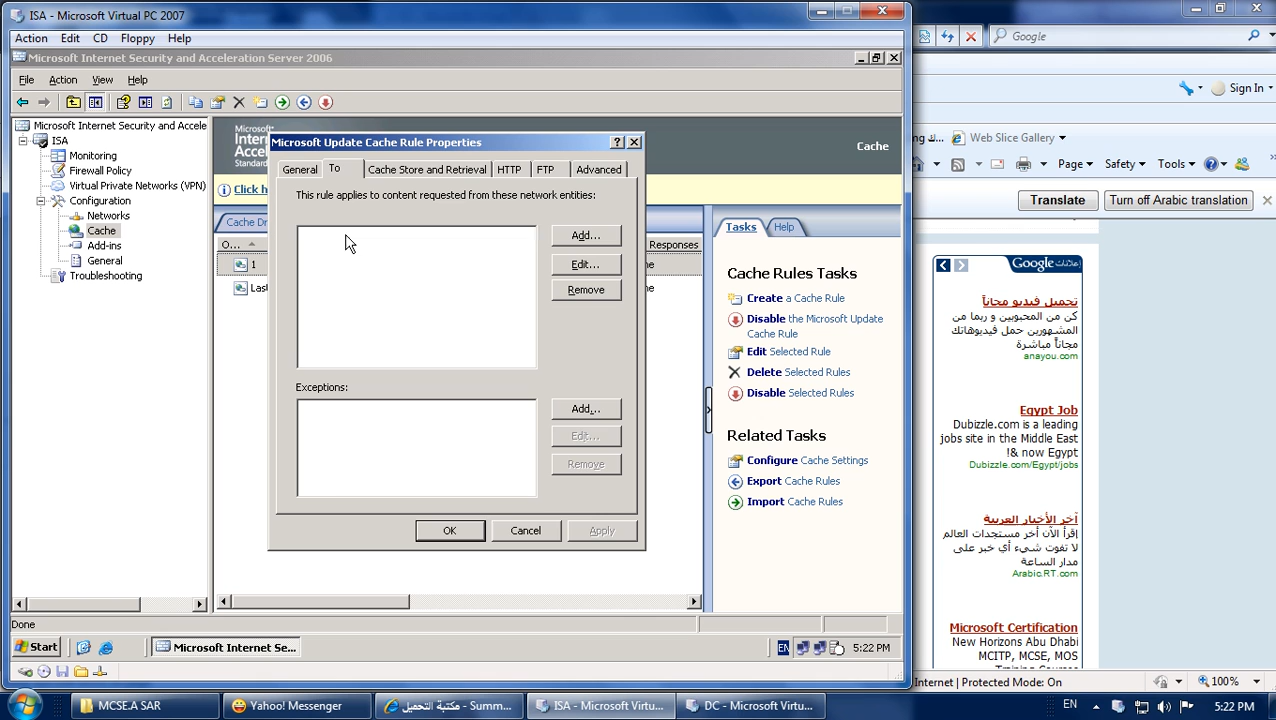 ISA - Microsoft Virtual PC 2007
Action Edit CD Floppy Help
Microsoft Internet Security and Acceleration Server 2006
File Action View Help
Microsoft Internet Security and Accele
ISA
Monitoring
Firewall Policy
Virtual Private Networks (VPN)
Configuration
Networks
Cache
Add-ins
General
Troubleshooting
Microsoft
Standard
Cache
Click h
Cache Dr
O...
Responses
1
Las
Microsoft Update Cache Rule Properties
General To Cache Store and Retrieval HTTP FTP Advanced
This rule applies to content requested from these network entities:
Add...
Edit...
Remove
Exceptions:
Add...
Edit...
Remove
OK Cancel Apply
Tasks Help
Cache Rules Tasks
Create a Cache Rule
Disable the Microsoft Update
Cache Rule
Edit Selected Rule
Delete Selected Rules
Disable Selected Rules
Related Tasks
Configure Cache Settings
Export Cache Rules
Import Cache Rules
Done
Start
Microsoft Internet Se...
EN
5:22 PM
Google
Sign In
Web Slice Gallery
Page Safety Tools
Translate Turn off Arabic translation
إعلانات Google
تحميل فيديو مجاناً
كن من المحبوبين و ربما من
المشهورين حمل فيديوهاتك
مجاناً مباشرة
anayou.com
Egypt Job
Dubizzle.com is a leading
jobs site in the Middle East
!& now Egypt
Dubizzle.com/Egypt/jobs
آخر الأخبار العربية
إقرأ الآن آخر مستجدات العالم
لا تفوت شيء أي خبر على
مدار الساعة
Arabic.RT.com
Microsoft Certification
New Horizons Abu Dhabi
MCITP, MCSE, MOS
Internet | Protected Mode: On
100%
MCSE.A SAR
Yahoo! Messenger
مكتبة التحميل - Summ...
ISA - Microsoft Virtu...
DC - Microsoft Virtu...
EN
5:22 PM